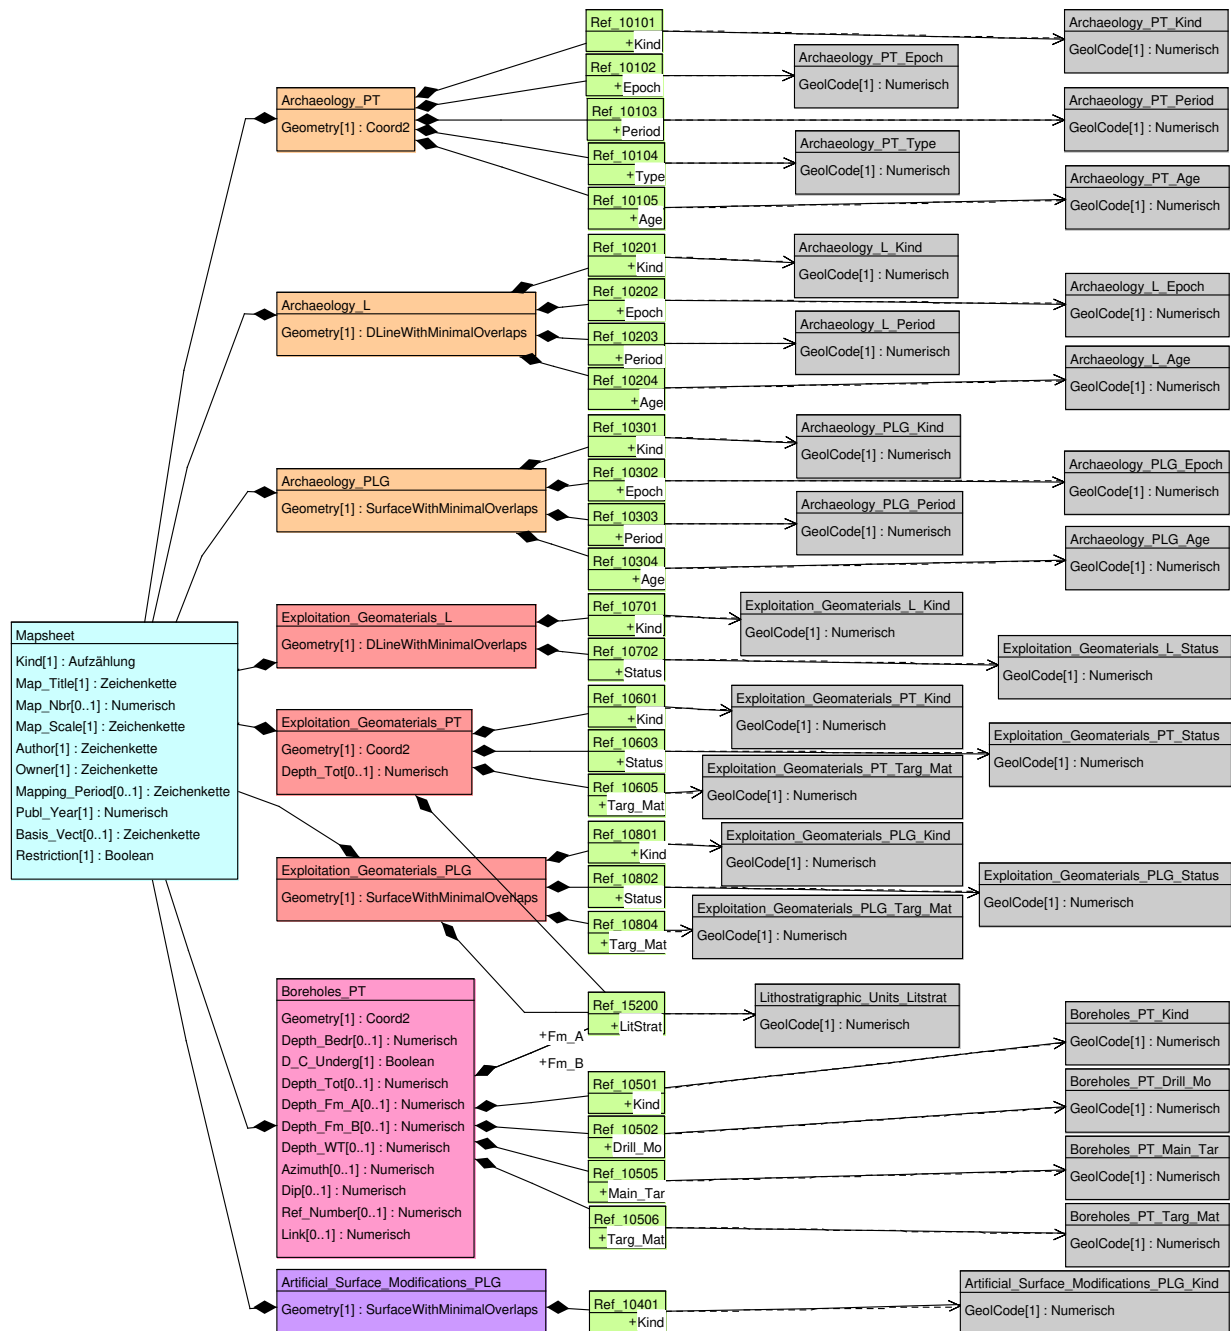 Mapsheet
Kind[1] : Aufzählung
Map_Title[1] : Zeichenkette
Map_Nbr[0..1] : Numerisch
Map_Scale[1] : Zeichenkette
Author[1] : Zeichenkette
Owner[1] : Zeichenkette
Mapping_Period[0..1] : Zeichenkette
Publ_Year[1] : Numerisch
Basis_Vect[0..1] : Zeichenkette
Restriction[1] : Boolean
Archaeology_PT
Geometry[1] : Coord2
Ref_10101
+Kind
Archaeology_PT_Kind
GeolCode[1] : Numerisch
Ref_10102
+Epoch
Archaeology_PT_Epoch
GeolCode[1] : Numerisch
Ref_10103
+Period
Archaeology_PT_Period
GeolCode[1] : Numerisch
Ref_10104
+Type
Archaeology_PT_Type
GeolCode[1] : Numerisch
Ref_10105
+Age
Archaeology_PT_Age
GeolCode[1] : Numerisch
Archaeology_L
Geometry[1] : DLineWithMinimalOverlaps
Ref_10201
+Kind
Archaeology_L_Kind
GeolCode[1] : Numerisch
Ref_10202
+Epoch
Archaeology_L_Epoch
GeolCode[1] : Numerisch
Ref_10203
+Period
Archaeology_L_Period
GeolCode[1] : Numerisch
Ref_10204
+Age
Archaeology_L_Age
GeolCode[1] : Numerisch
Archaeology_PLG
Geometry[1] : SurfaceWithMinimalOverlaps
Ref_10301
+Kind
Archaeology_PLG_Kind
GeolCode[1] : Numerisch
Ref_10302
+Epoch
Archaeology_PLG_Epoch
GeolCode[1] : Numerisch
Ref_10303
+Period
Archaeology_PLG_Period
GeolCode[1] : Numerisch
Ref_10304
+Age
Archaeology_PLG_Age
GeolCode[1] : Numerisch
Exploitation_Geomaterials_L
Geometry[1] : DLineWithMinimalOverlaps
Ref_10701
+Kind
Exploitation_Geomaterials_L_Kind
GeolCode[1] : Numerisch
Ref_10702
+Status
Exploitation_Geomaterials_L_Status
GeolCode[1] : Numerisch
Exploitation_Geomaterials_PT
Geometry[1] : Coord2
Depth_Tot[0..1] : Numerisch
Ref_10601
+Kind
Exploitation_Geomaterials_PT_Kind
GeolCode[1] : Numerisch
Ref_10603
+Status
Exploitation_Geomaterials_PT_Status
GeolCode[1] : Numerisch
Ref_10605
+Targ_Mat
Exploitation_Geomaterials_PT_Targ_Mat
GeolCode[1] : Numerisch
Exploitation_Geomaterials_PLG
Geometry[1] : SurfaceWithMinimalOverlaps
Ref_10801
+Kind
Exploitation_Geomaterials_PLG_Kind
GeolCode[1] : Numerisch
Ref_10802
+Status
Exploitation_Geomaterials_PLG_Status
GeolCode[1] : Numerisch
Ref_10804
+Targ_Mat
Exploitation_Geomaterials_PLG_Targ_Mat
GeolCode[1] : Numerisch
Boreholes_PT
Geometry[1] : Coord2
Depth_Bedr[0..1] : Numerisch
D_C_Underg[1] : Boolean
Depth_Tot[0..1] : Numerisch
Depth_Fm_A[0..1] : Numerisch
Depth_Fm_B[0..1] : Numerisch
Depth_WT[0..1] : Numerisch
Azimuth[0..1] : Numerisch
Dip[0..1] : Numerisch
Ref_Number[0..1] : Numerisch
Link[0..1] : Numerisch
Ref_15200
+LitStrat
+Fm_A
+Fm_B
Lithostratigraphic_Units_Litstrat
GeolCode[1] : Numerisch
Ref_10501
+Kind
Boreholes_PT_Kind
GeolCode[1] : Numerisch
Ref_10502
+Drill_Mo
Boreholes_PT_Drill_Mo
GeolCode[1] : Numerisch
Ref_10505
+Main_Tar
Boreholes_PT_Main_Tar
GeolCode[1] : Numerisch
Ref_10506
+Targ_Mat
Boreholes_PT_Targ_Mat
GeolCode[1] : Numerisch
Artificial_Surface_Modifications_PLG
Geometry[1] : SurfaceWithMinimalOverlaps
Ref_10401
+Kind
Artificial_Surface_Modifications_PLG_Kind
GeolCode[1] : Numerisch